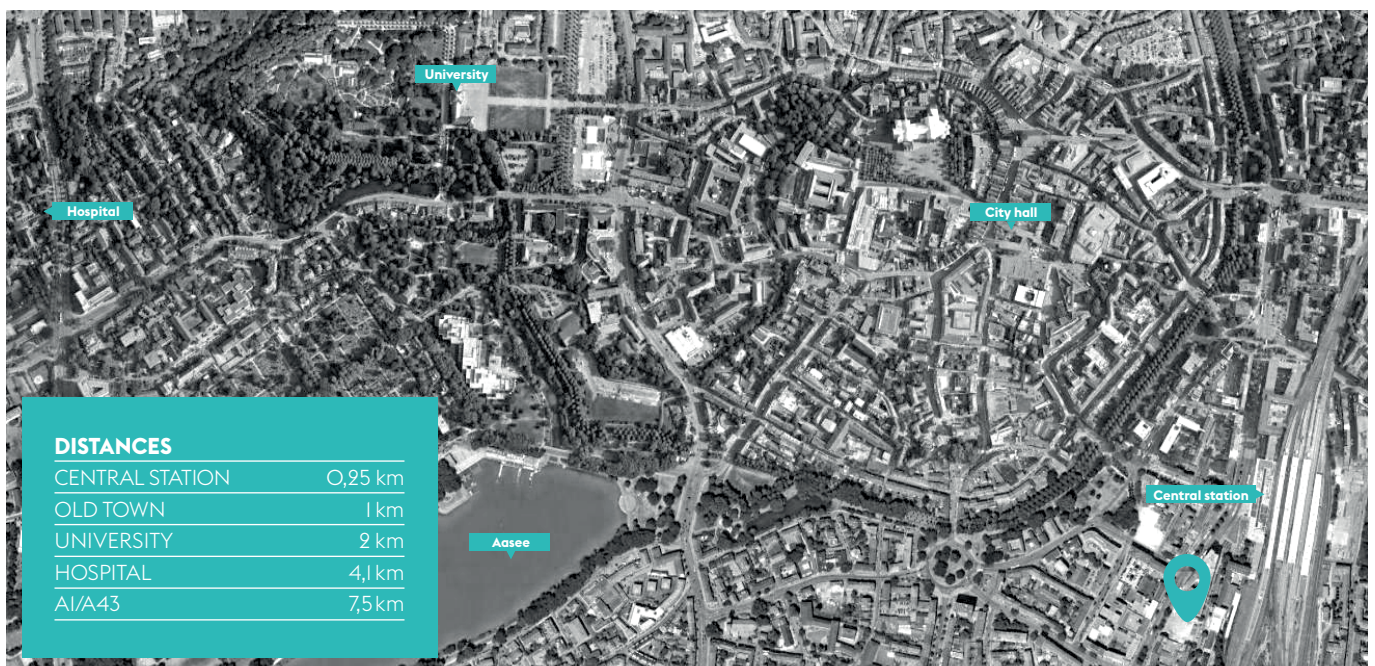 University
Hospital
City hall
DISTANCES
CENTRAL STATION 0,25 km
OLD TOWN 1 km
UNIVERSITY 2 km
HOSPITAL 4,1 km
A1/A43 7,5 km
Central station
Aasee